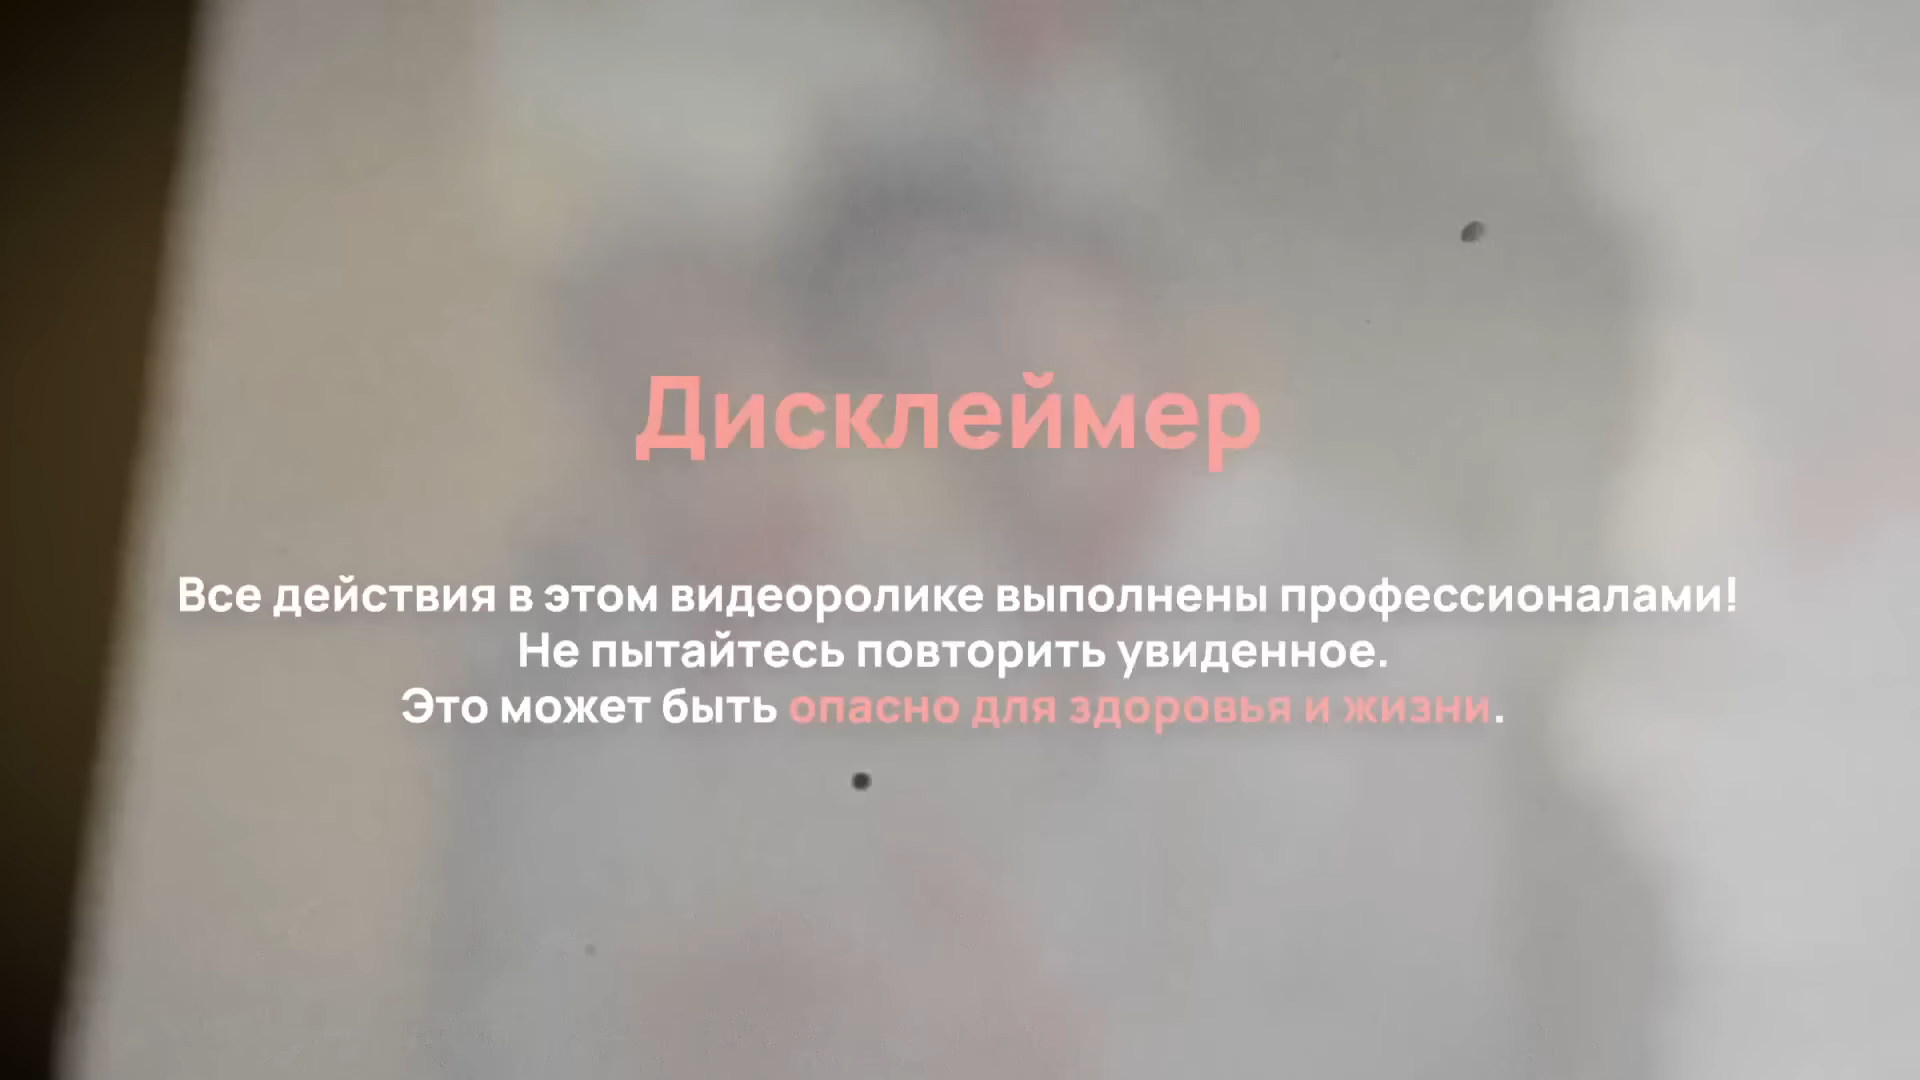 Дисклеймер
Все действия в этом видеоролике выполнены профессионалами!
Не пытайтесь повторить увиденное.
Это может быть опасно для здоровья и жизни.